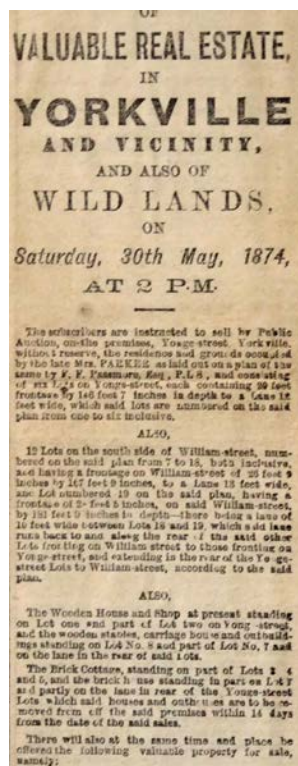 OF
VALUABLE REAL ESTATE,
IN
YORKVILLE
AND VICINITY,
AND ALSO OF
WILD LANDS,
ON
Saturday, 30th May, 1874,
AT 2 P.M.
The subscribers are instructed to sell by Public
Auction, on the premises, Yonge-street, Yorkville,
without reserve, the residence and grounds occupied
by the late Mrs. PARKER as laid out on a plan of the
same by F. F. Passmore, Esq., P.L.S., and consisting
of six Lots on Yonge-street, each containing 20 feet
frontage by 146 feet 7 inches in depth to a Lane 12
feet wide, which said Lots are numbered on the said
plan from one to six inclusive.
ALSO,
12 Lots on the south side of William-street, num-
bered on the said plan from 7 to 18, both inclusive,
and having a frontage on William-street of 26 feet 9
inches by 167 feet 9 inches, to a Lane 13 feet wide,
and Lot numbered 19 on the said plan, having a
frontage of feet 5 inches, on said William-street,
by feet inches in depth—there being a lane of
10 feet wide between Lots 18 and 19, which said lane
runs back to and along the rear of the said other
Lots fronting on William street to those fronting on
Yonge-street, and extending in the rear of the Yonge-
street Lots to William-street, according to the said
plan.
ALSO,
The Wooden House and Shop at present standing
on Lot one and part of Lot two on Yonge-street,
and the wooden stables, carriage house and outbuild-
ings standing on Lot No. 8 and part of Lot No. 7 and
on the lane in the rear of said Lots.
The Brick Cottage, standing on part of Lots 4
and 5, and the brick house standing in part on Lot
and partly on the lane in rear of the Yonge-street
Lots which said houses and outhouses are to be re-
moved from off the said premises within 14 days
from the date of the said sales.
There will also at the same time and place be
offered the following valuable property for sale,
namely: